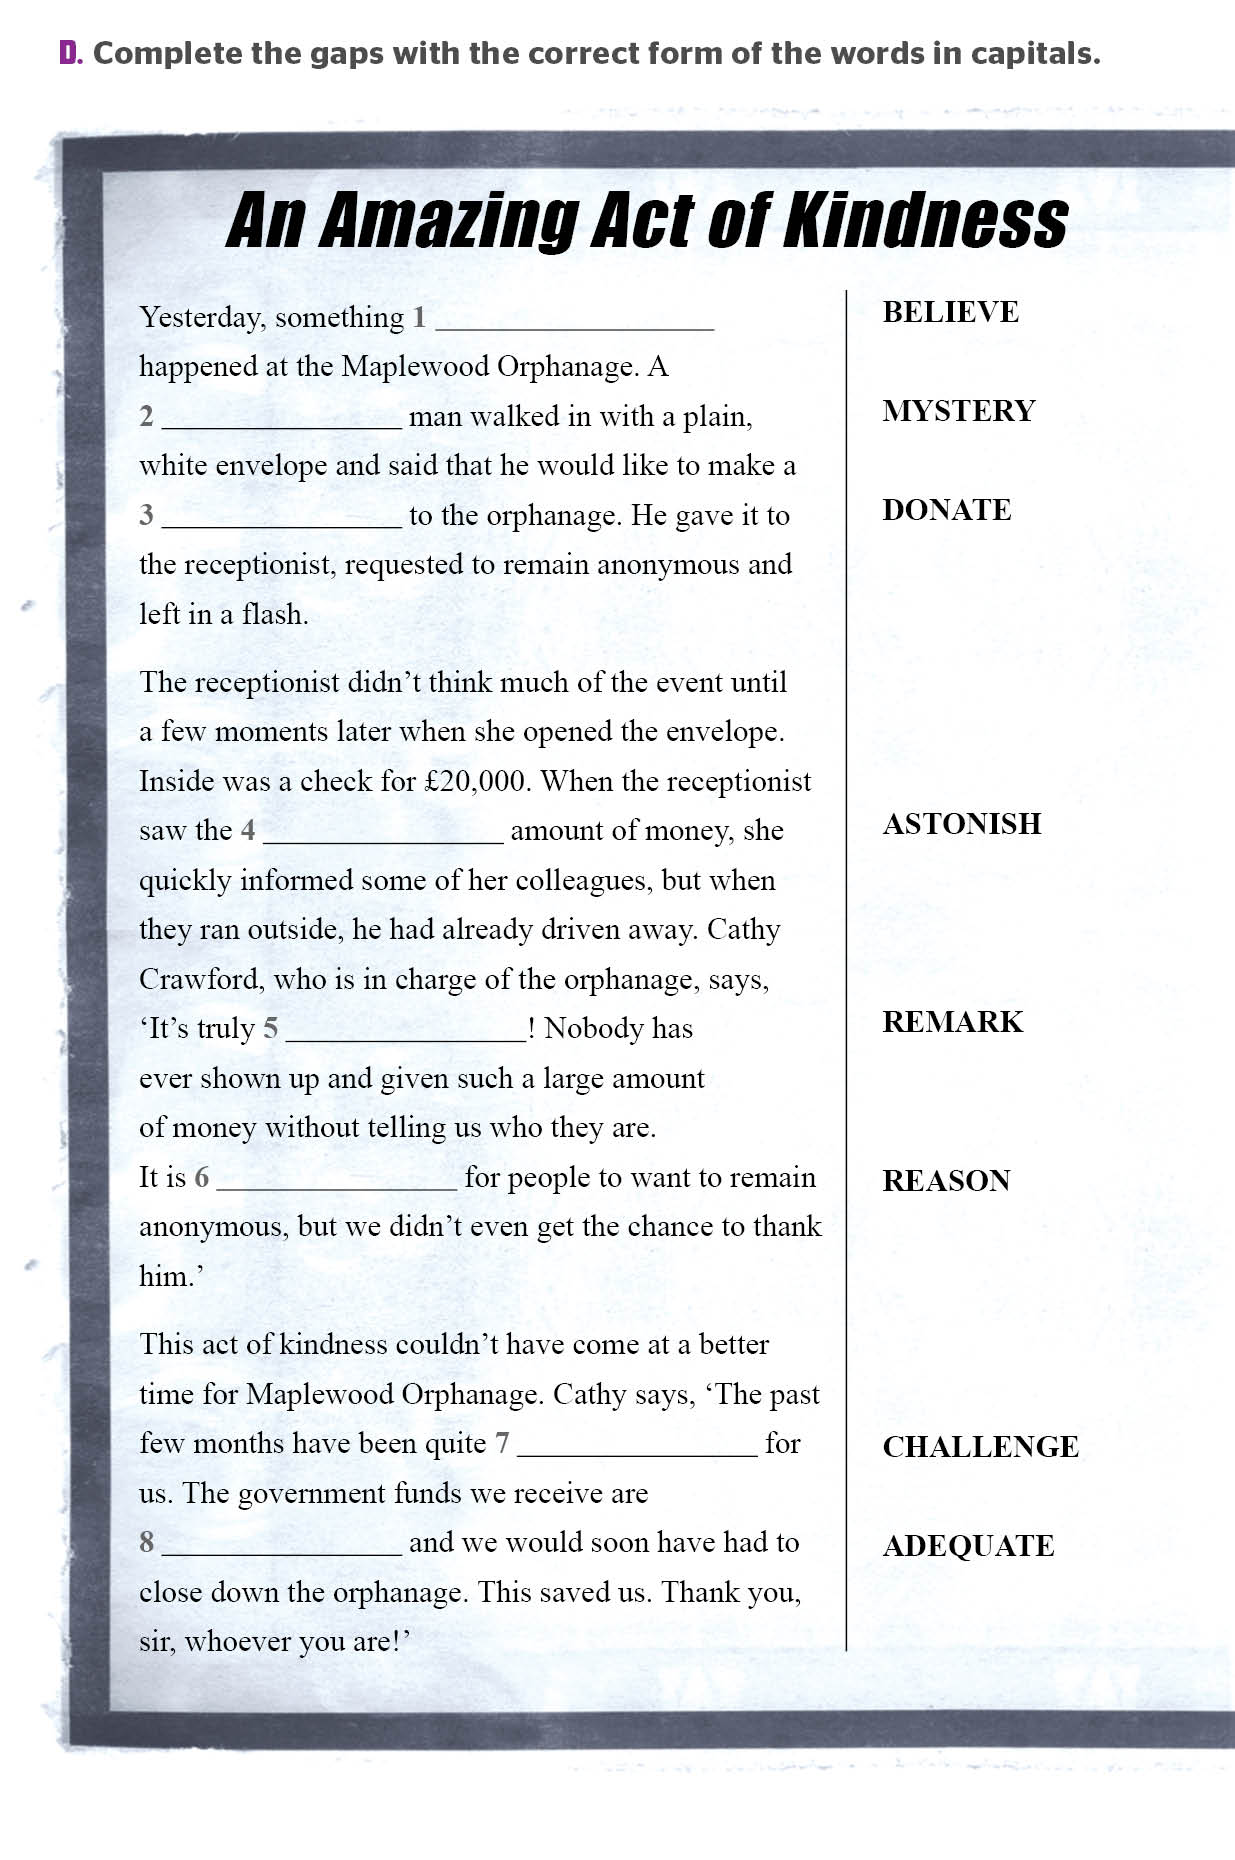 D. Complete the gaps with the correct form of the words in capitals.
An Amazing Act of Kindness
Yesterday, something 1 ____________________
BELIEVE
happened at the Maplewood Orphanage. A
2 ________________ man walked in with a plain,
MYSTERY
white envelope and said that he would like to make a
3 ________________ to the orphanage. He gave it to
DONATE
the receptionist, requested to remain anonymous and
left in a flash.
The receptionist didn’t think much of the event until
a few moments later when she opened the envelope.
Inside was a check for £20,000. When the receptionist
saw the 4 ________________ amount of money, she
ASTONISH
quickly informed some of her colleagues, but when
they ran outside, he had already driven away. Cathy
Crawford, who is in charge of the orphanage, says,
‘It’s truly 5 ________________! Nobody has
REMARK
ever shown up and given such a large amount
of money without telling us who they are.
It is 6 ________________ for people to want to remain
REASON
anonymous, but we didn’t even get the chance to thank
him.’
This act of kindness couldn’t have come at a better
time for Maplewood Orphanage. Cathy says, ‘The past
few months have been quite 7 ________________ for
CHALLENGE
us. The government funds we receive are
8 ________________ and we would soon have had to
ADEQUATE
close down the orphanage. This saved us. Thank you,
sir, whoever you are!’